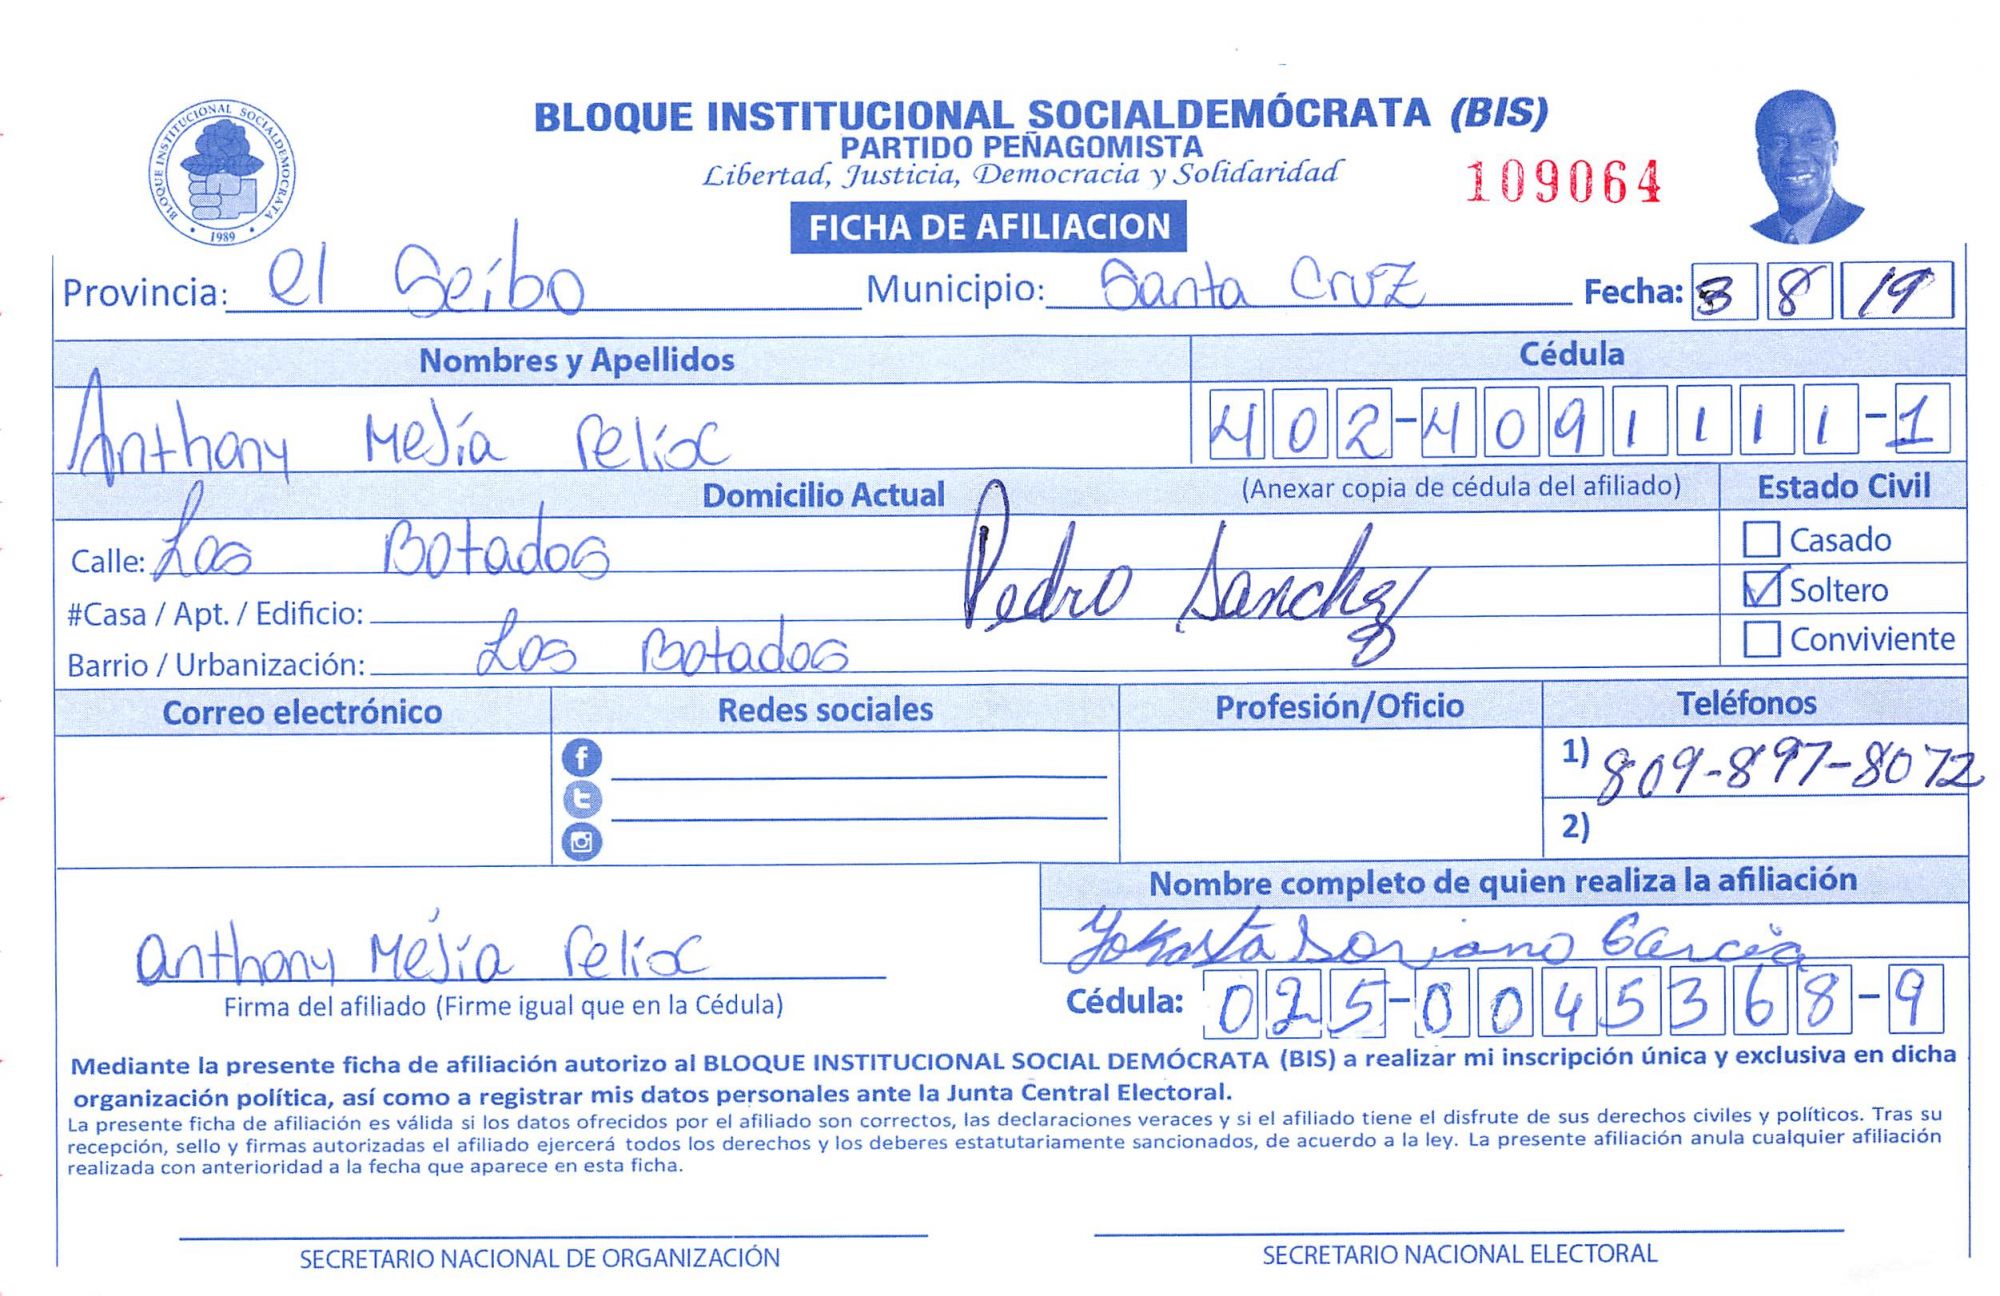 BLOQUE INSTITUCIONAL SOCIALDEMÓCRATA (BIS)
PARTIDO PEÑAGOMISTA
Libertad, Justicia, Democracia y Solidaridad
109064
BLOQUE INSTITUCIONAL SOCIALDEMOCRATA
• 1989 •
FICHA DE AFILIACION
Provincia: El Seibo Municipio: Santa Cruz Fecha: 3 8 19
Nombres y Apellidos Cédula
Anthony Mejía Felix 402-4091111-1
Domicilio Actual (Anexar copia de cédula del afiliado) Estado Civil
Calle: Los Botados Pedro Sanchez Casado
#Casa / Apt. / Edificio: Soltero
Barrio / Urbanización: Los Botados Conviviente
Correo electrónico Redes sociales Profesión/Oficio Teléfonos
1) 809-897-8072
2)
Nombre completo de quien realiza la afiliación
Anthony Mejía Felix Yokasta Soriano Garcia
Firma del afiliado (Firme igual que en la Cédula) Cédula: 025-0045368-9
Mediante la presente ficha de afiliación autorizo al BLOQUE INSTITUCIONAL SOCIAL DEMÓCRATA (BIS) a realizar mi inscripción única y exclusiva en dicha
organización política, así como a registrar mis datos personales ante la Junta Central Electoral.
La presente ficha de afiliación es válida si los datos ofrecidos por el afiliado son correctos, las declaraciones veraces y si el afiliado tiene el disfrute de sus derechos civiles y políticos. Tras su
recepción, sello y firmas autorizadas el afiliado ejercerá todos los derechos y los deberes estatutariamente sancionados, de acuerdo a la ley. La presente afiliación anula cualquier afiliación
realizada con anterioridad a la fecha que aparece en esta ficha.
SECRETARIO NACIONAL DE ORGANIZACIÓN SECRETARIO NACIONAL ELECTORAL